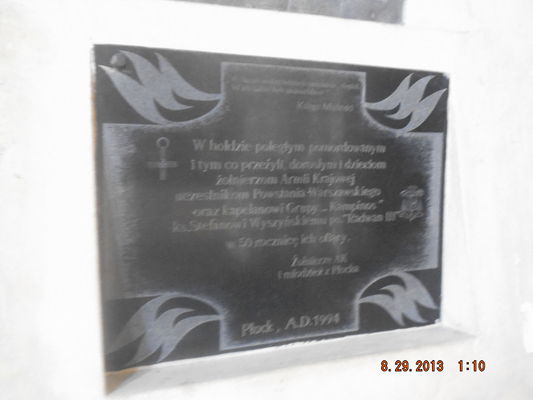 Księga Mądrości
W hołdzie poległym pomordowanym
i tym co przeżyli, dorosłym i dzieciom
żołnierzom Armii Krajowej
uczestnikom Powstania Warszawskiego
oraz kapelanowi Grupy „Kampinos"
ks. Stefanowi Wyszyńskiemu ps. "Radwan III"
w 50 rocznicę ich ofiary.
Żołnierze AK
i młodzież z Płocka
Płock, A.D. 1994
8.29.2013 1:10